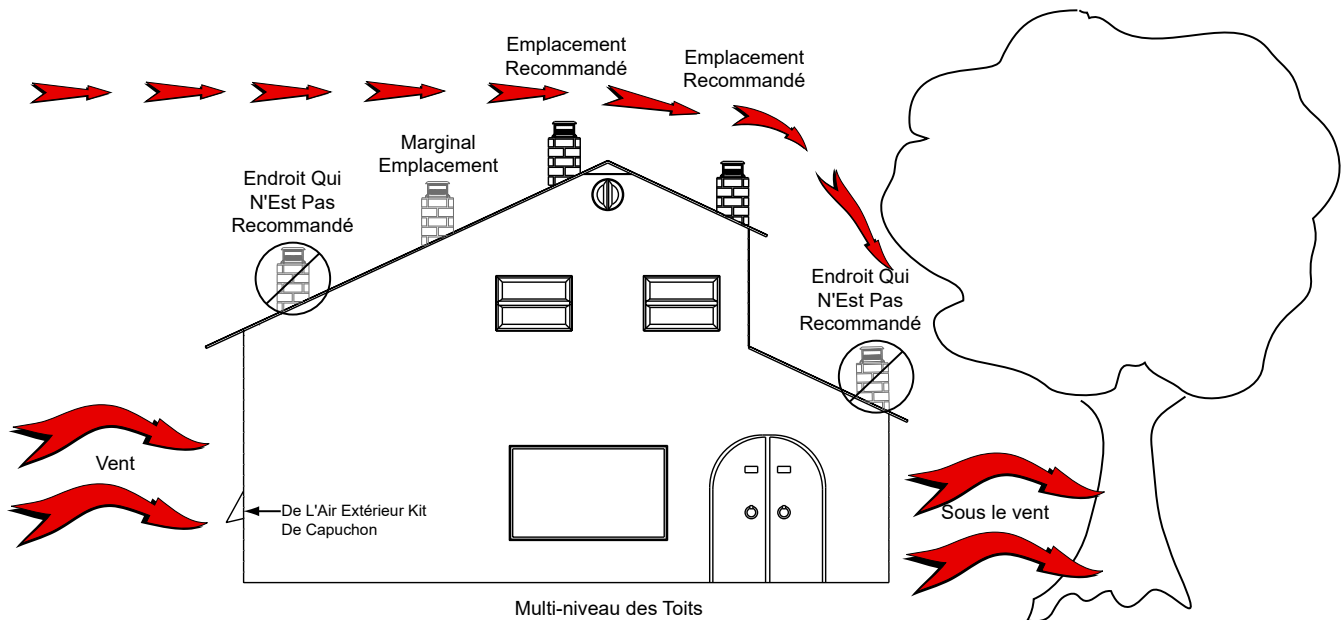 Emplacement
Recommandé
Emplacement
Recommandé
Marginal
Emplacement
Endroit Qui
N'Est Pas
Recommandé
Endroit Qui
N'Est Pas
Recommandé
Vent
De L'Air Extérieur Kit
De Capuchon
Sous le vent
Multi-niveau des Toits